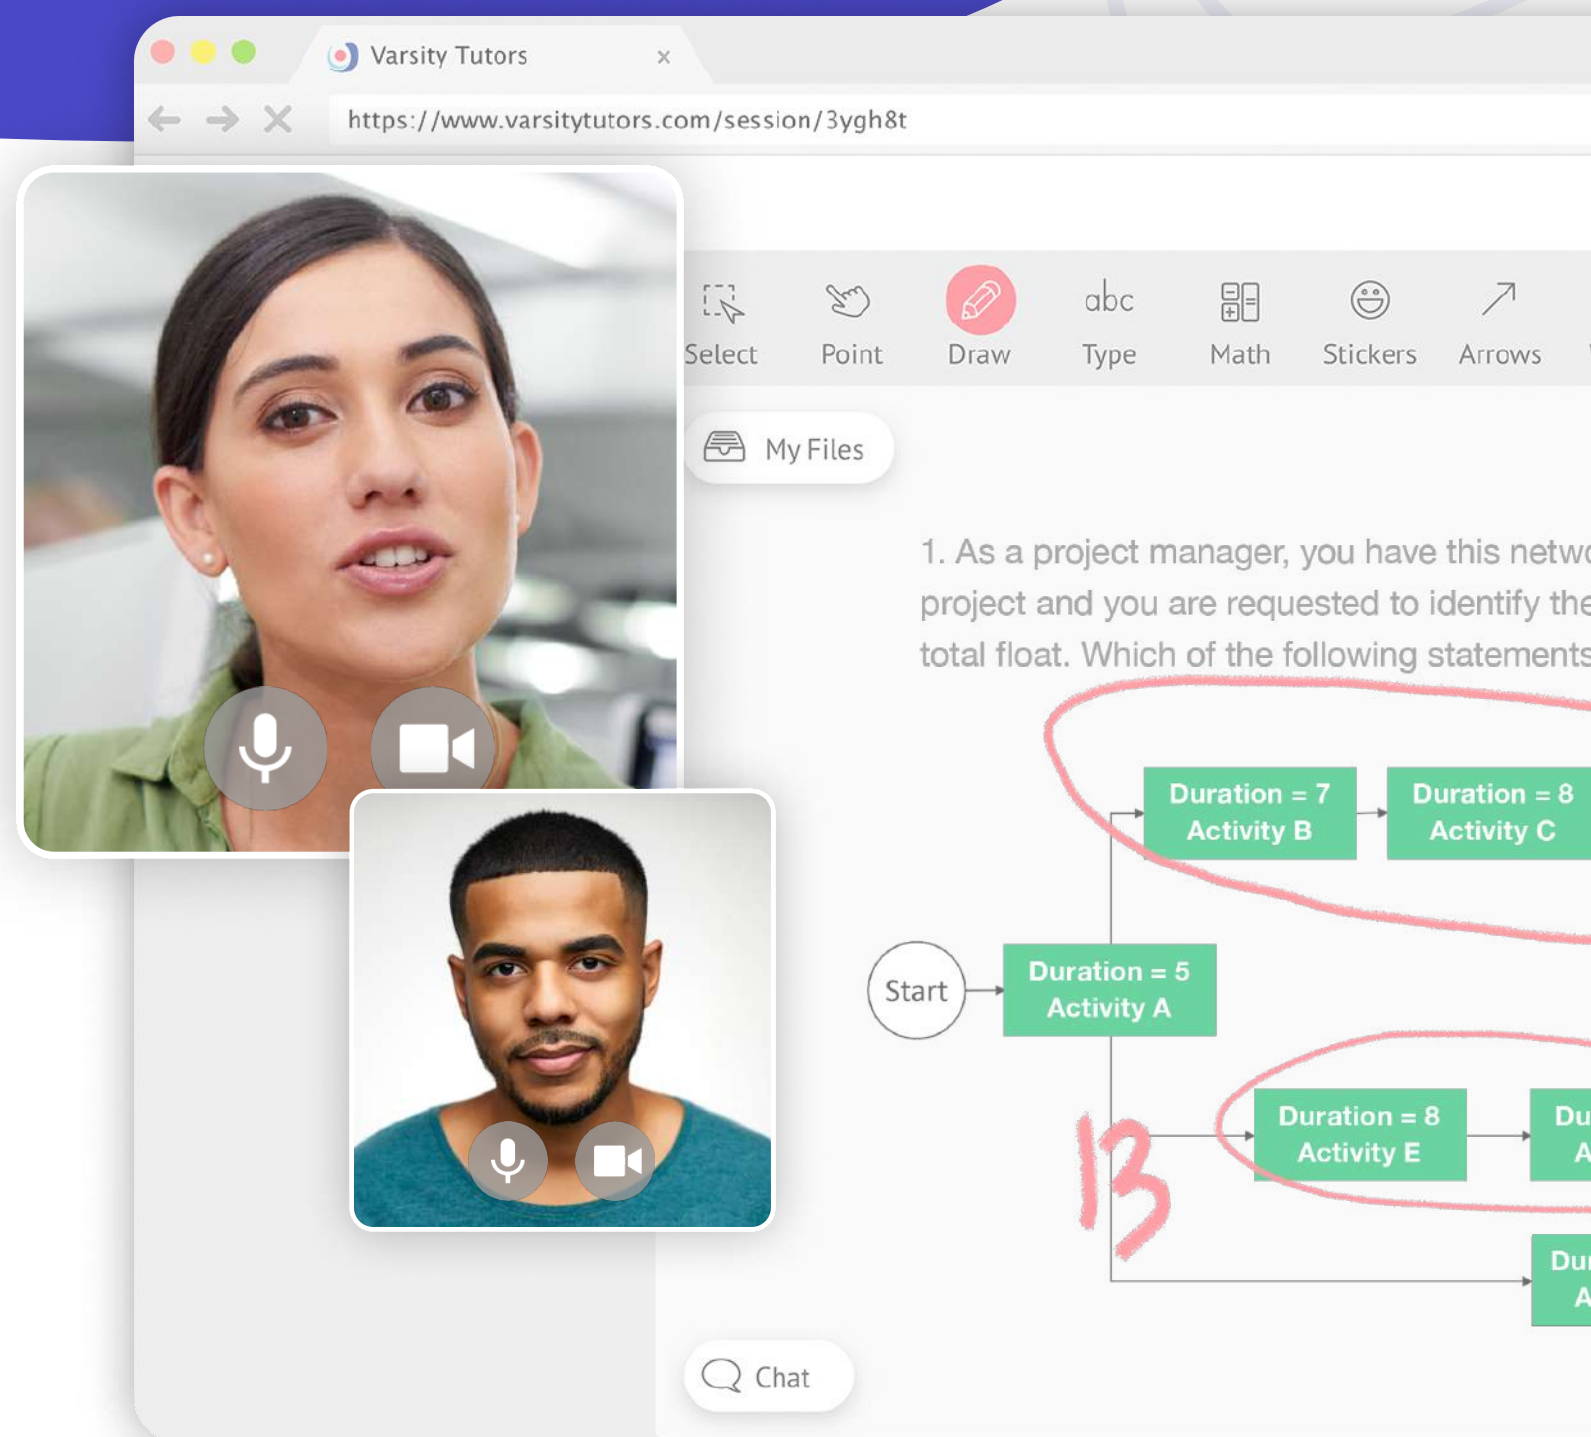 Varsity Tutors
https://www.varsitytutors.com/session/3ygh8t
Select Point Draw abc Type Math Stickers Arrows
My Files
1. As a project manager, you have this
project and you are requested to identify
total float. Which of the following statements
Duration = 7
Activity B
Duration = 8
Activity C
Start
Duration = 5
Activity A
Duration = 8
Activity E
13
Chat